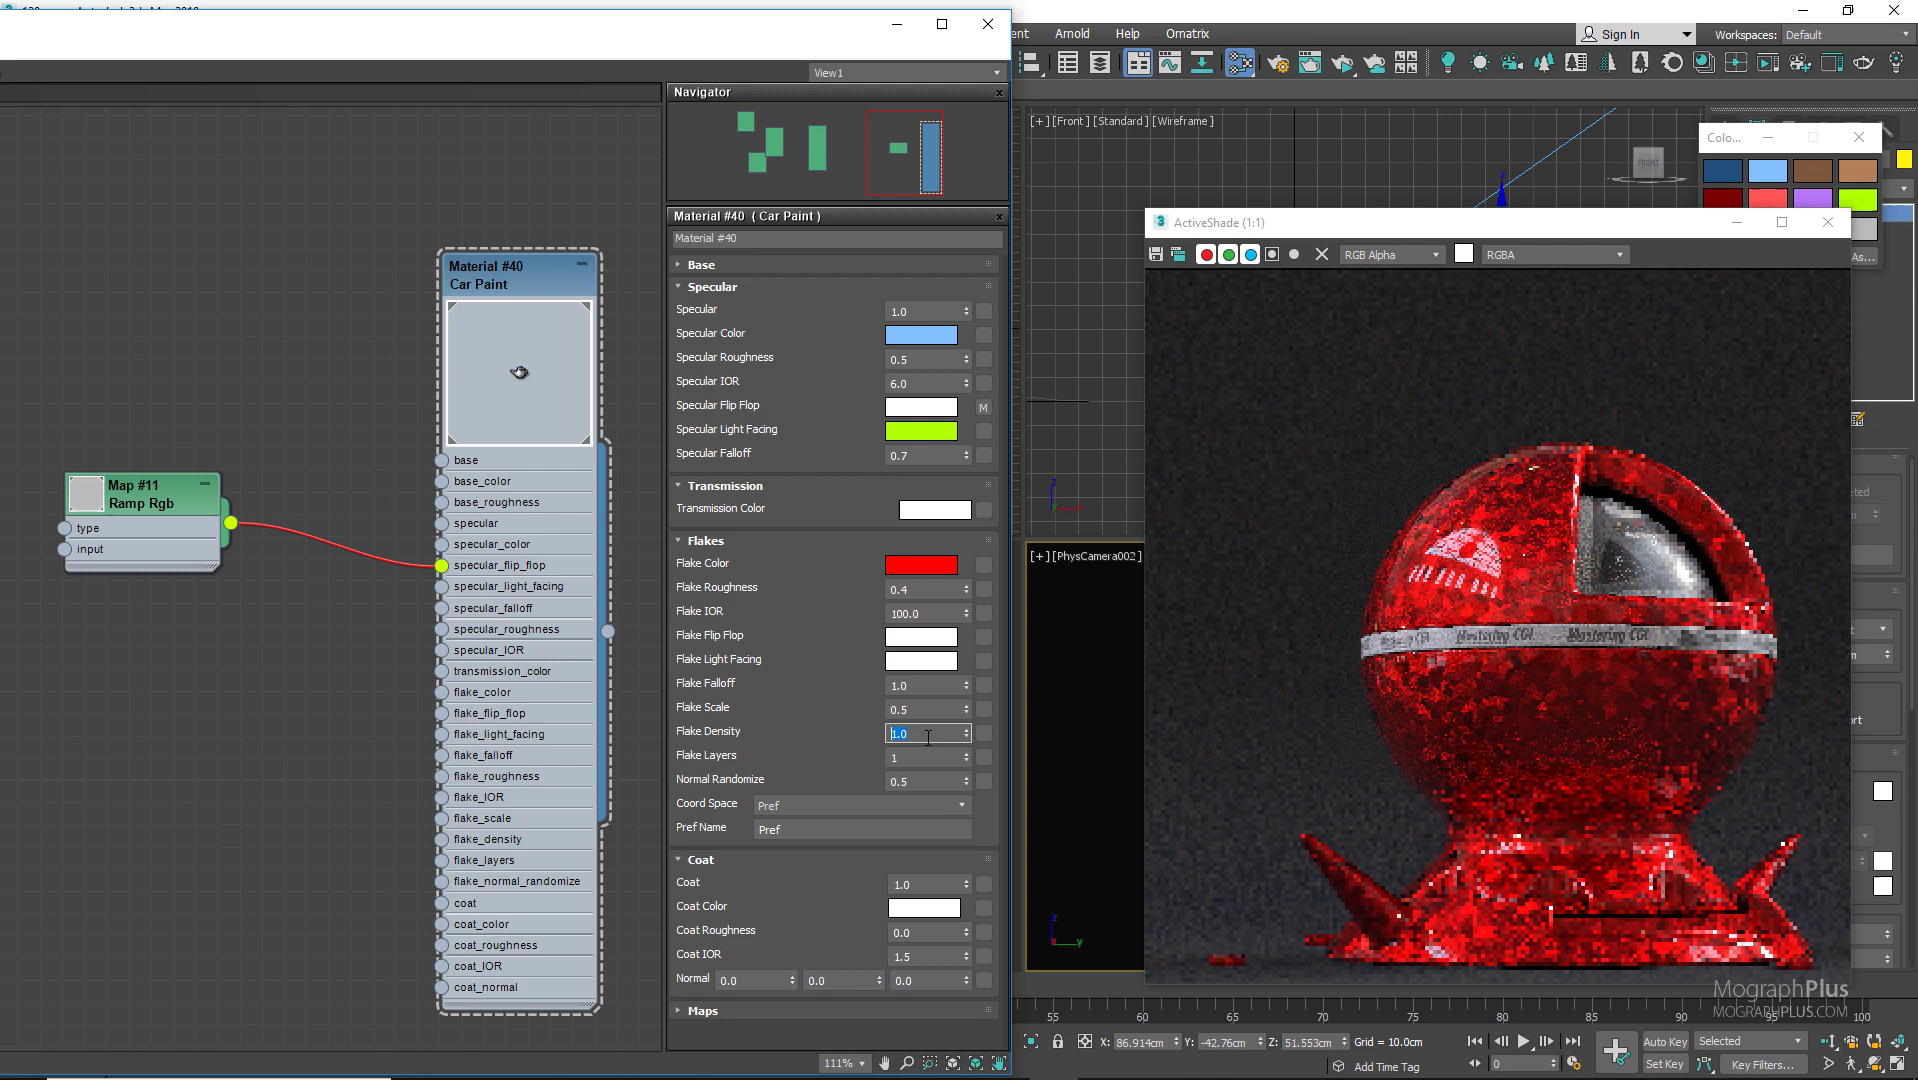 View1
Navigator
Material #40 ( Car Paint )
Material #40
Base
Specular
Specular 1.0
Specular Color
Specular Roughness 0.5
Specular IOR 6.0
Specular Flip Flop M
Specular Light Facing
Specular Falloff 0.7
Transmission
Transmission Color
Flakes
Flake Color
Flake Roughness 0.4
Flake IOR 100.0
Flake Flip Flop
Flake Light Facing
Flake Falloff 1.0
Flake Scale 0.5
Flake Density 1.0
Flake Layers 1
Normal Randomize 0.5
Coord Space Pref
Pref Name Pref
Coat
Coat 1.0
Coat Color
Coat Roughness 0.0
Coat IOR 1.5
Normal 0.0 0.0 0.0
Maps
111%
Material #40
Car Paint
base
base_color
base_roughness
specular
specular_color
specular_flip_flop
specular_light_facing
specular_falloff
specular_roughness
specular_IOR
transmission_color
flake_color
flake_flip_flop
flake_light_facing
flake_falloff
flake_roughness
flake_IOR
flake_scale
flake_density
flake_layers
flake_normal_randomize
coat
coat_color
coat_roughness
coat_IOR
coat_normal
Map #11
Ramp Rgb
type
input
Arnold Help Ornatrix
Sign In
Workspaces: Default
[+] [Front] [Standard] [Wireframe]
FRONT
Colo...
As...
ActiveShade (1:1)
RGB Alpha
RGBA
[+] [PhysCamera002]
Mastering CGI
Mastering CGI
MographPlus
MOGRAPHPLUS.COM
55 60 65 70 75 80 85 90 95 100
X: 86.914cm Y: -42.76cm Z: 51.553cm Grid = 10.0cm
Add Time Tag
0
Auto Key
Selected
Set Key
Key Filters...